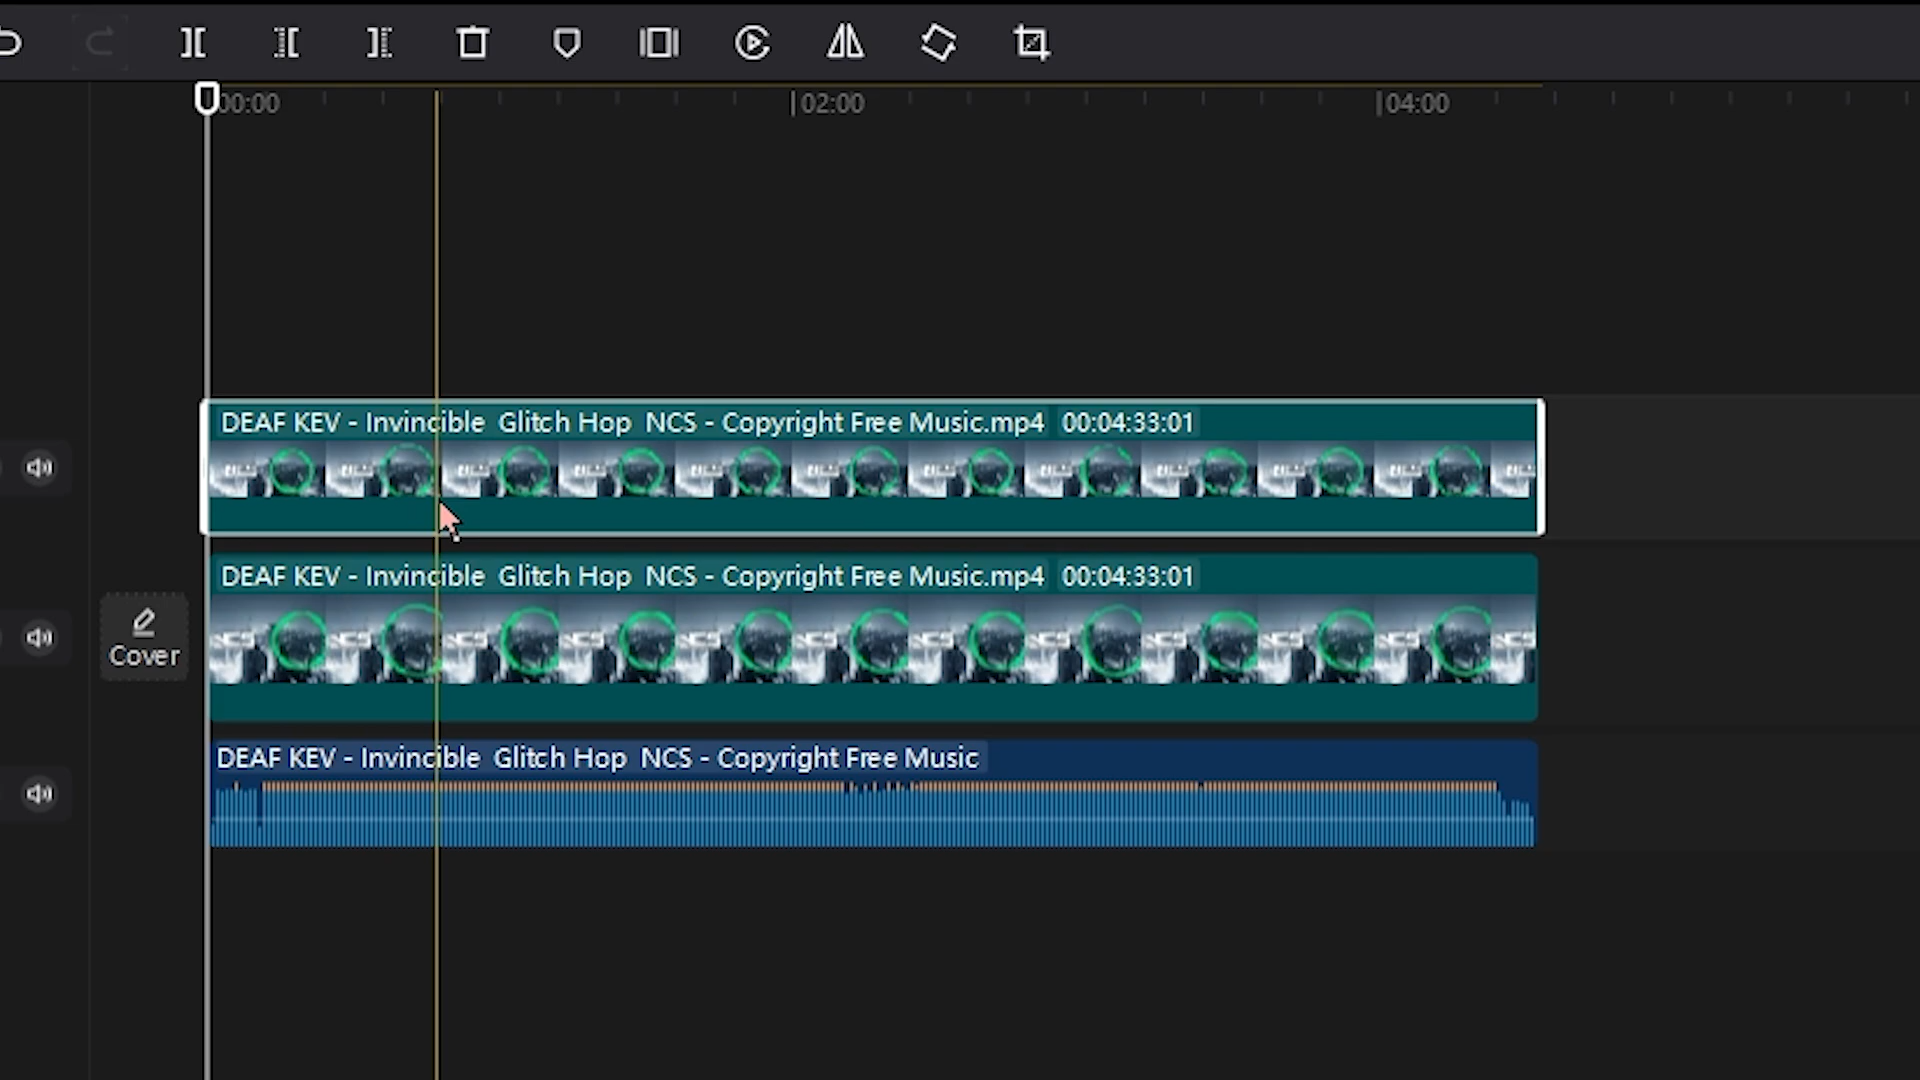 00:00 02:00 04:00
DEAF KEV - Invincible Glitch Hop NCS - Copyright Free Music.mp4 00:04:33:01
DEAF KEV - Invincible Glitch Hop NCS - Copyright Free Music.mp4 00:04:33:01
Cover
DEAF KEV - Invincible Glitch Hop NCS - Copyright Free Music